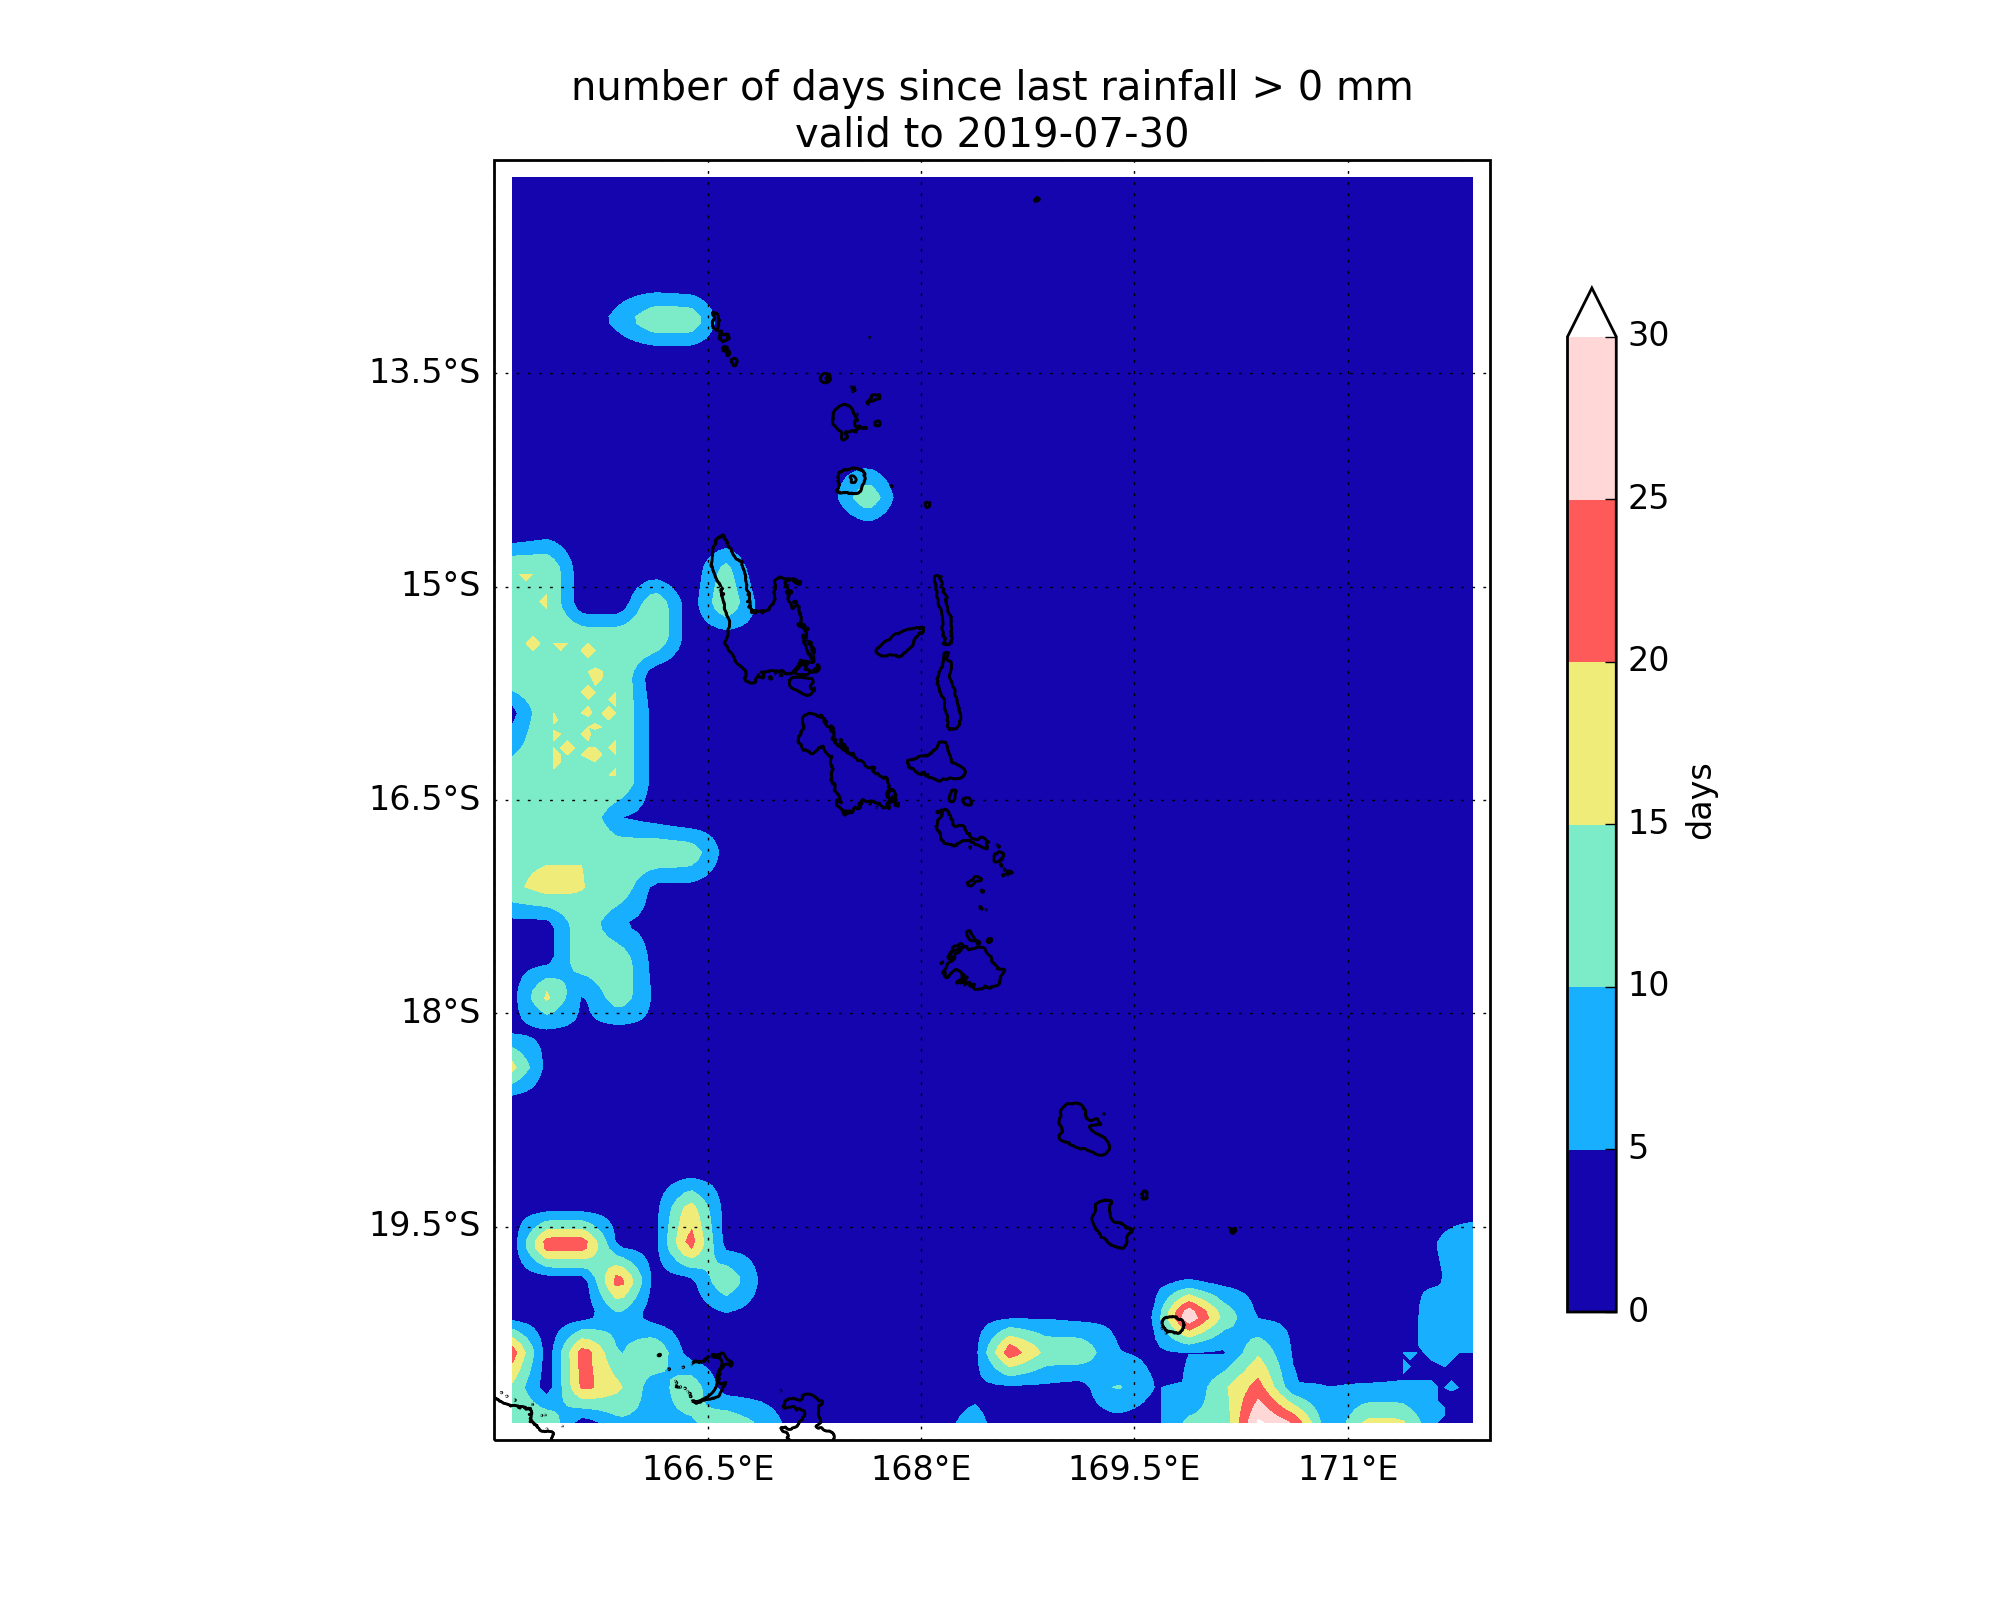 number of days since last rainfall > 0 mm
valid to 2019-07-30
13.5°S
15°S
16.5°S
18°S
19.5°S
166.5°E
168°E
169.5°E
171°E
30
25
20
15
10
5
0
days